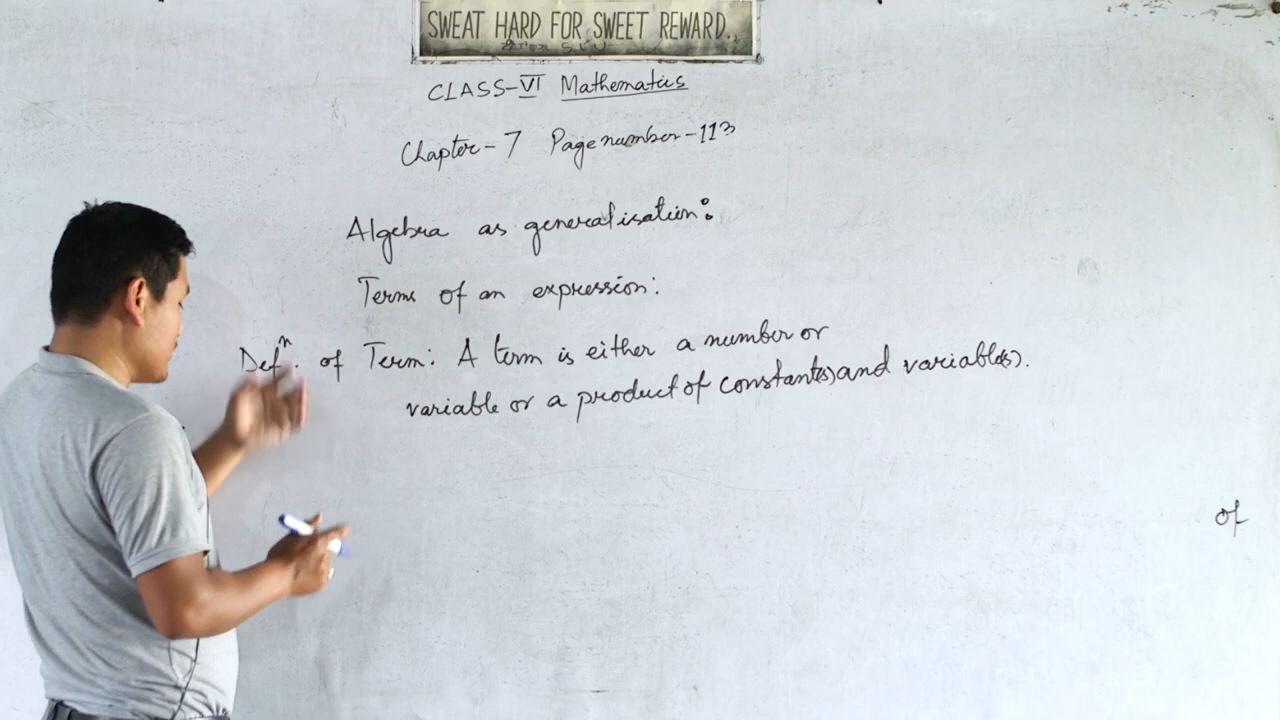 SWEAT HARD FOR SWEET REWARD..
CLASS-VI Mathematics
Chapter-7 Page number-113
Algebra as generalisation:
Terms of an expression:
Defⁿ. of Term: A term is either a number or
variable or a product of constant(s) and variable(s).
of